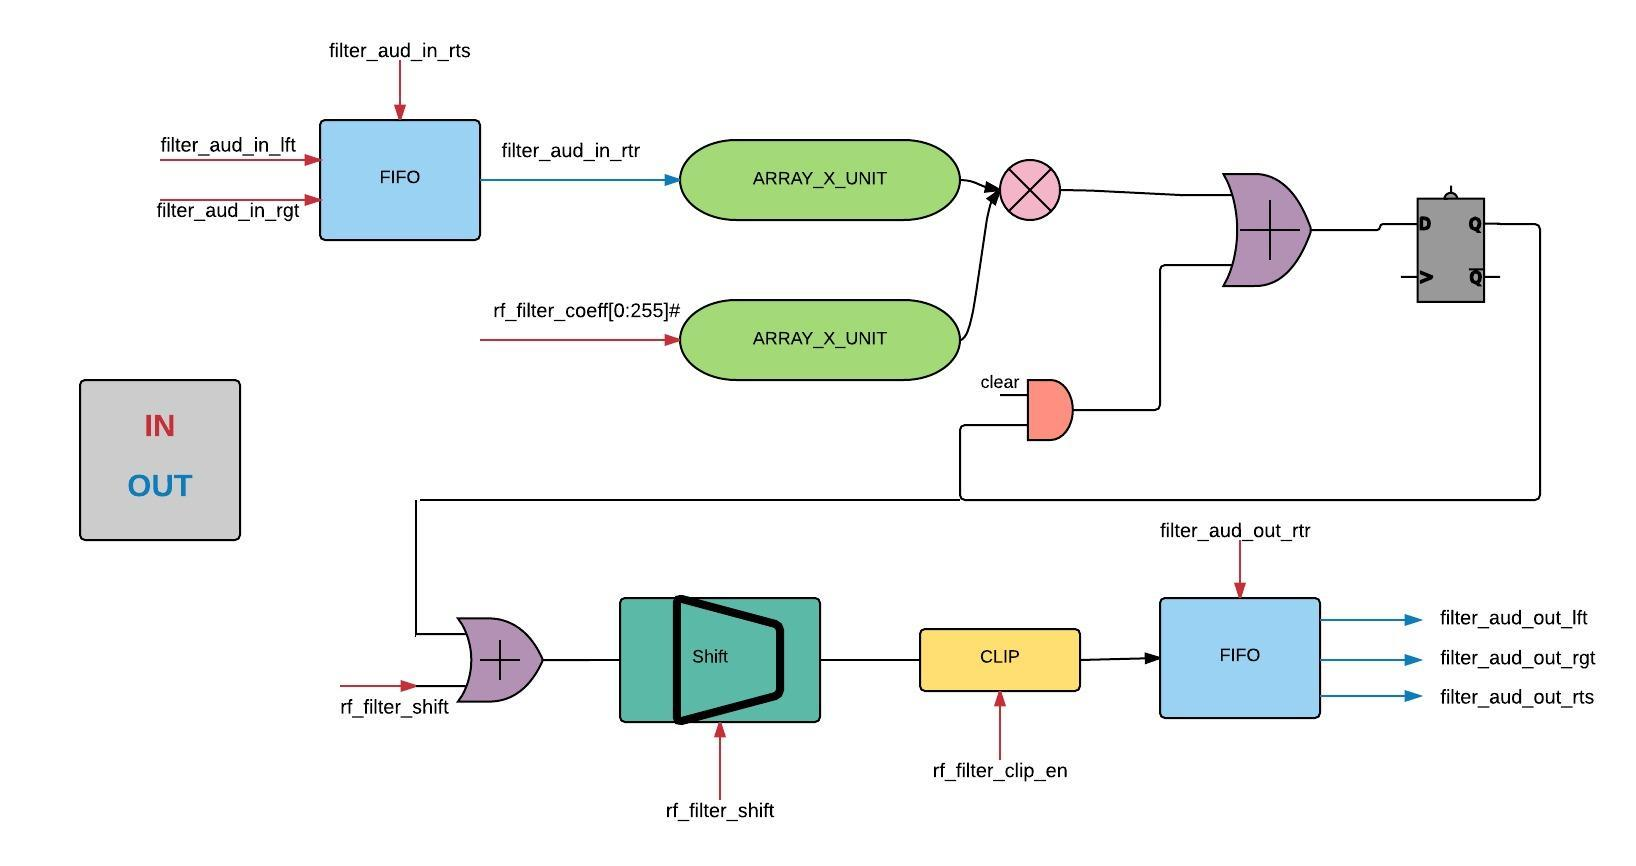 filter_aud_in_rts
filter_aud_in_lft
filter_aud_in_rgt
FIFO
filter_aud_in_rtr
ARRAY_X_UNIT
rf_filter_coeff[0:255]#
ARRAY_X_UNIT
D
Q
>
Q
clear
IN
OUT
filter_aud_out_rtr
rf_filter_shift
Shift
rf_filter_shift
CLIP
rf_filter_clip_en
FIFO
filter_aud_out_lft
filter_aud_out_rgt
filter_aud_out_rts